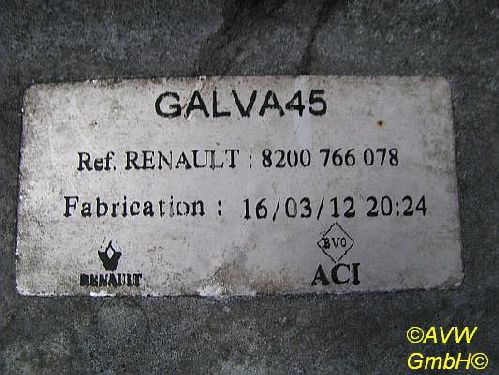 GALVA45
Ref. RENAULT : 8200 766 078
Fabrication : 16/03/12 20:24
BVO
RENAULT ACI
©AVW
GmbH©